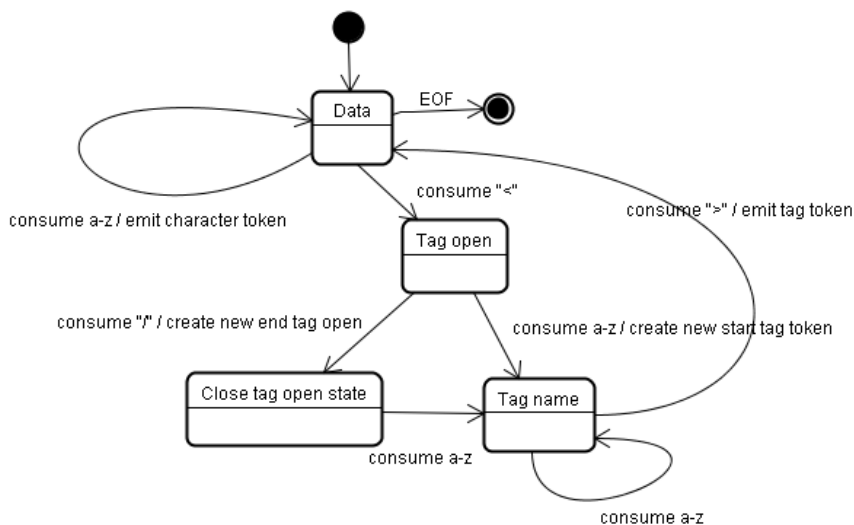 EOF
Data
consume "<"
consume a-z / emit character token
consume ">" / emit tag token
Tag open
consume "/" / create new end tag open
consume a-z / create new start tag token
Close tag open state
Tag name
consume a-z
consume a-z